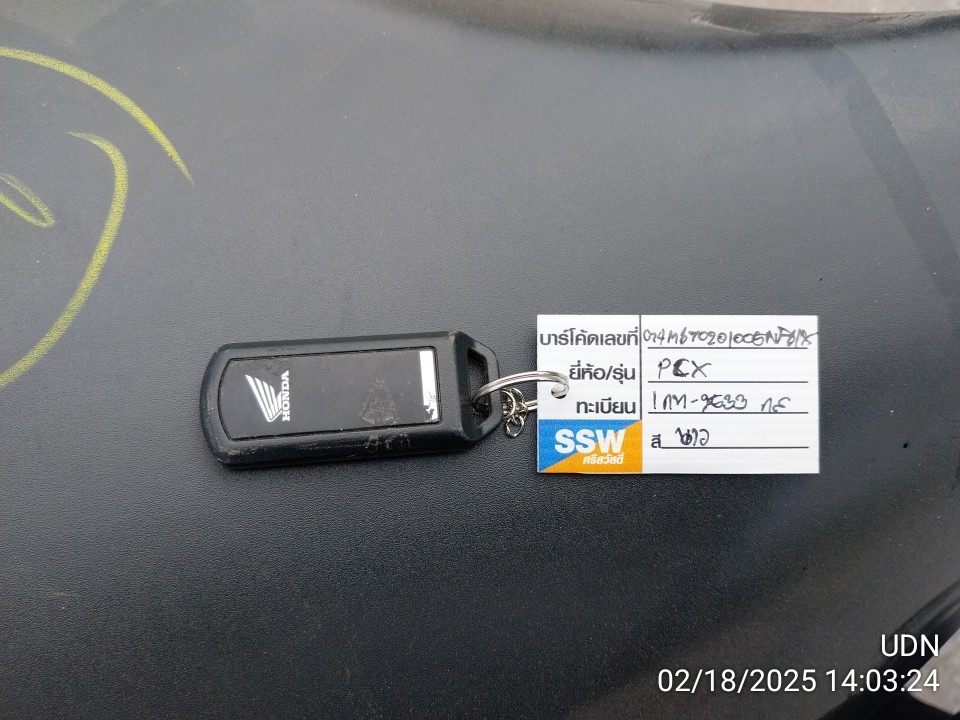 HONDA
บาร์โค้ดเลขที่
ยี่ห้อ/รุ่น PCX
ทะเบียน
สี
SSW
ศรีสวัสดิ์
UDN
02/18/2025 14:03:24